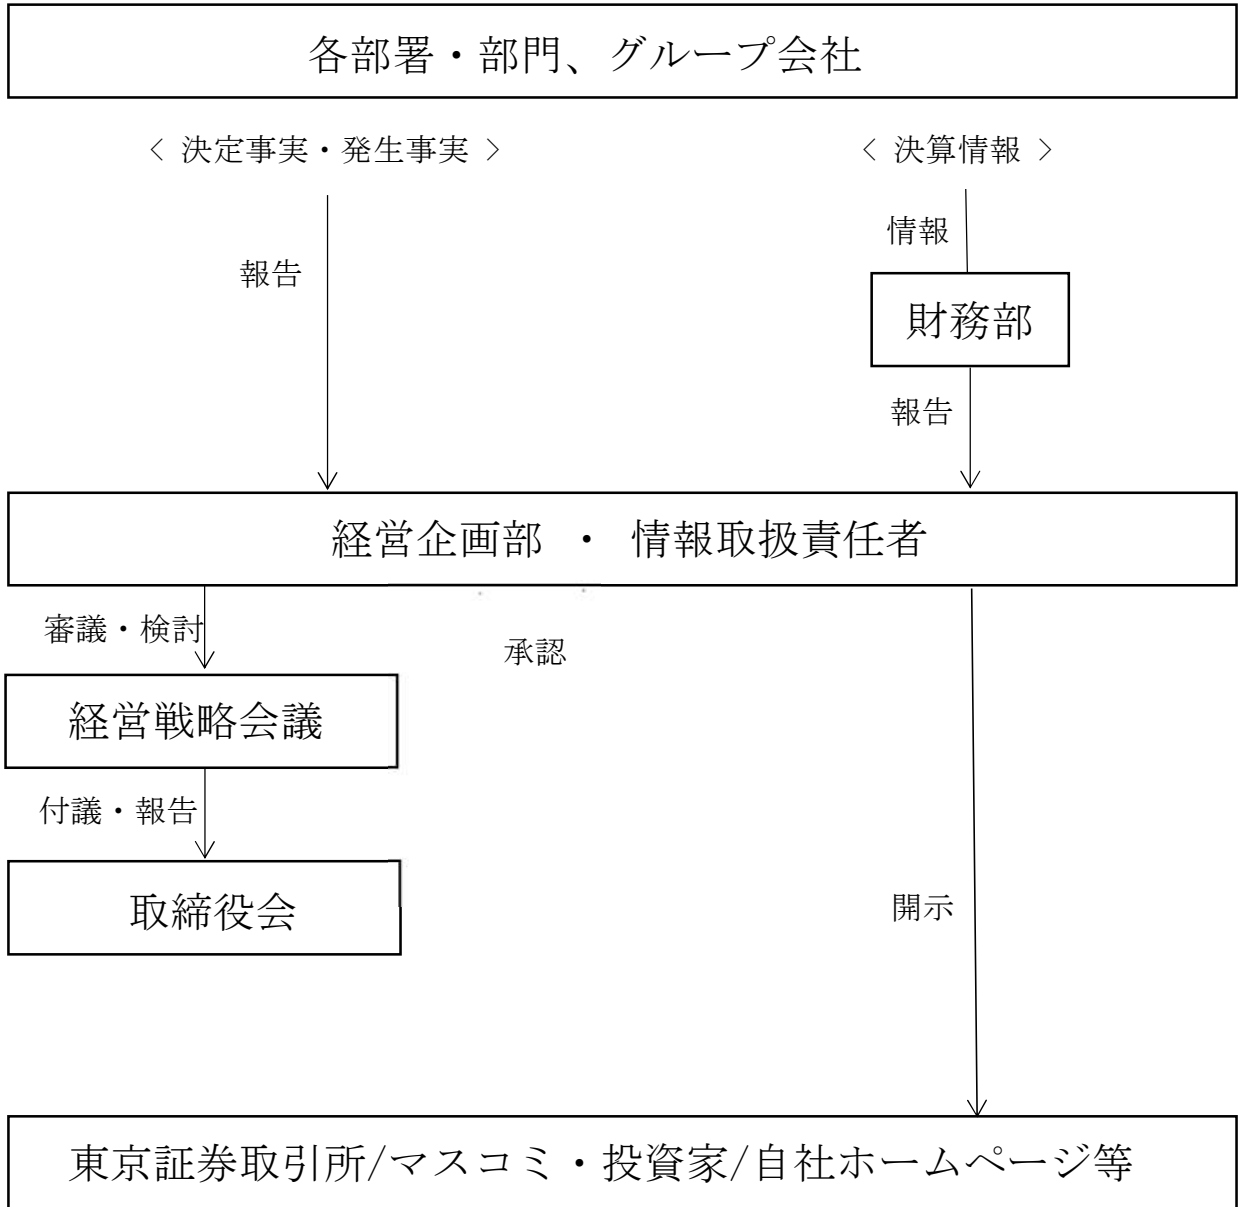 各部署・部門、グループ会社
< 決定事実・発生事実 >
< 決算情報 >
情報
報告
財務部
報告
経営企画部 ・ 情報取扱責任者
審議・検討
承認
経営戦略会議
付議・報告
取締役会
開示
東京証券取引所/マスコミ・投資家/自社ホームページ等